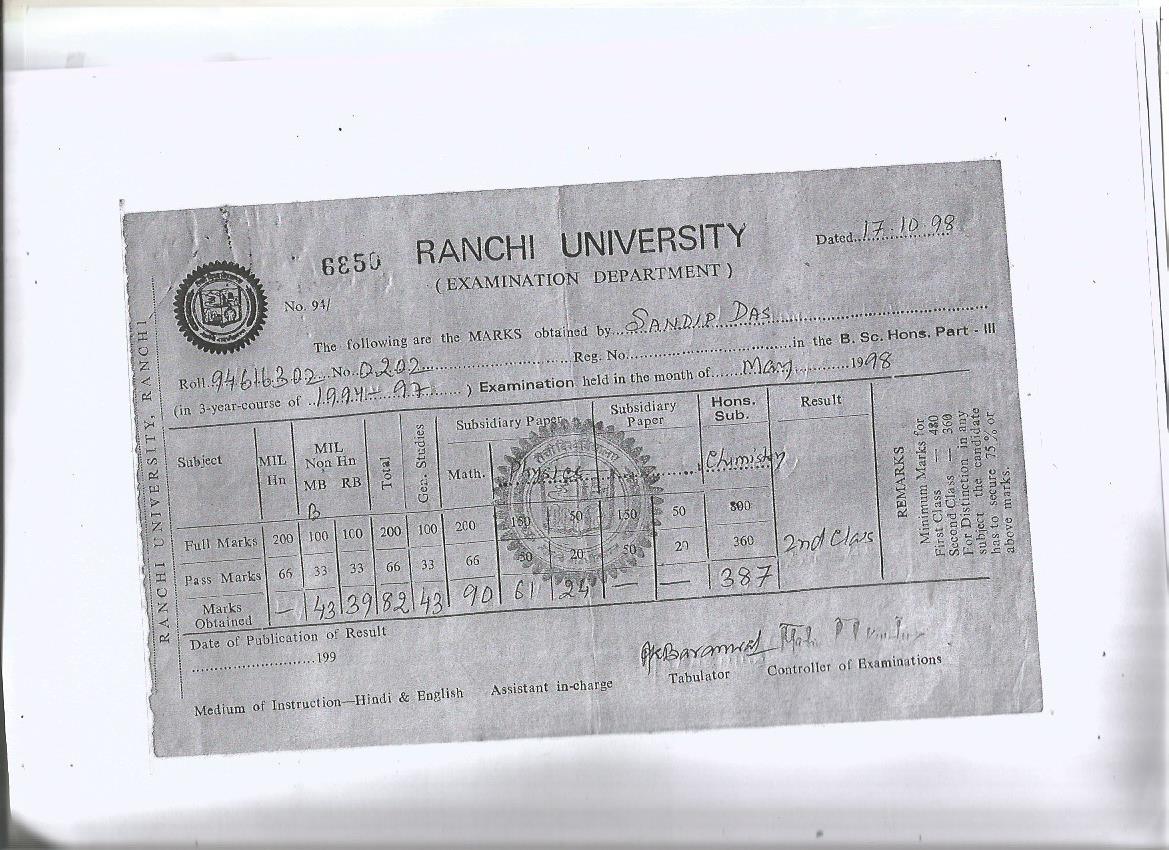 6850
RANCHI UNIVERSITY
Dated 17.10.98
(EXAMINATION DEPARTMENT)
No. 94/
The following are the MARKS obtained by SANDIP DAS
Roll. 94616302 No. 0202 Reg. No. in the B. Sc. Hons. Part - III
(in 3-year-course of 1994-97) Examination held in the month of May 1998
RANCHI UNIVERSITY, RANCHI
Subject MIL Hn MIL Non Hn MB RB Total Gen. Studies Subsidiary Paper Math. Subsidiary Paper Hons. Sub. Chemistry Result
B
Full Marks 200 100 100 200 100 200 150 50 150 50 800
Pass Marks 66 33 33 66 33 66 50 20 50 20 360 2nd Class
Marks Obtained — 43 39 82 43 90 61 24 — — 387
REMARKS
Minimum Marks for
First Class — 480
Second Class — 360
For Distinction in any
subject the candidate
has to secure 75% or
above marks.
Date of Publication of Result
199
Medium of Instruction—Hindi & English Assistant in-charge Tabulator Controller of Examinations